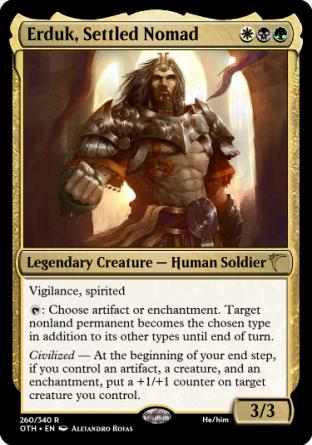 Erduk, Settled Nomad
Legendary Creature — Human Soldier
Vigilance, spirited
: Choose artifact or enchantment. Target
nonland permanent becomes the chosen type
in addition to its other types until end of turn.
Civilized — At the beginning of your end step,
if you control an artifact, a creature, and an
enchantment, put a +1/+1 counter on target
creature you control.
260/340 R He/him
OTH • EN Alejandro Rojas
3/3